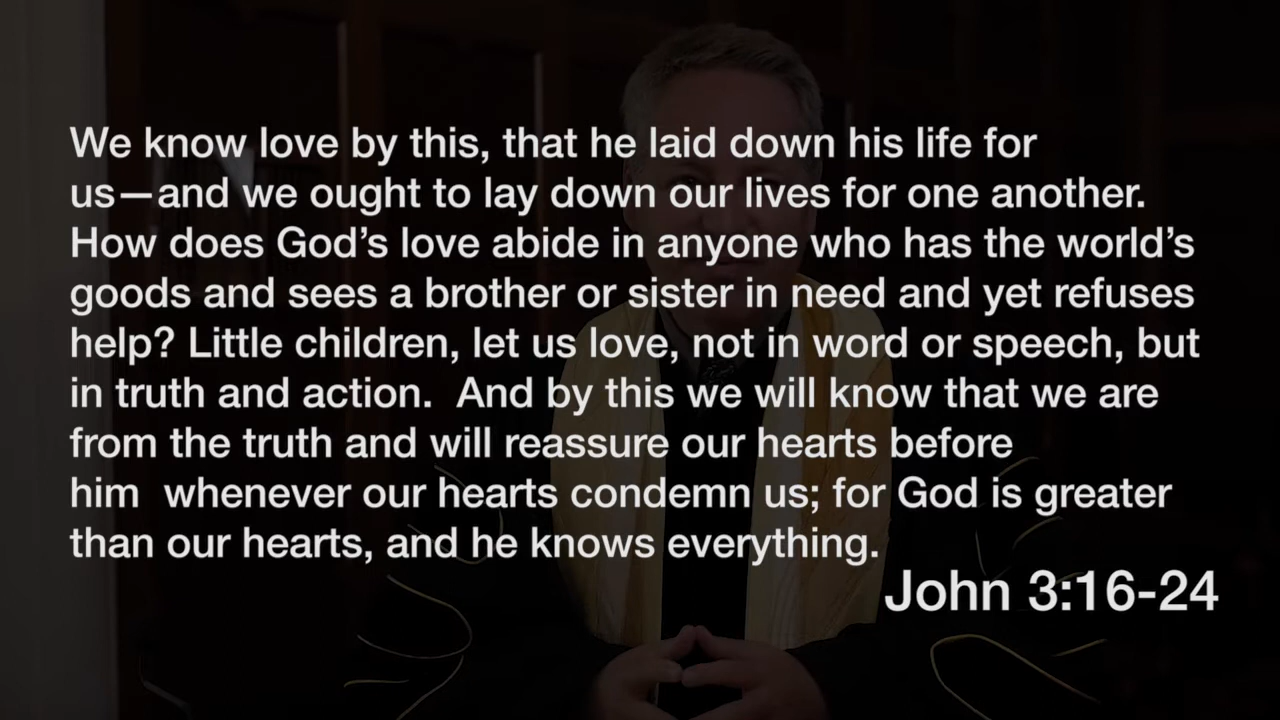 We know love by this, that he laid down his life for
us—and we ought to lay down our lives for one another.
How does God’s love abide in anyone who has the world’s
goods and sees a brother or sister in need and yet refuses
help? Little children, let us love, not in word or speech, but
in truth and action.  And by this we will know that we are
from the truth and will reassure our hearts before
him  whenever our hearts condemn us; for God is greater
than our hearts, and he knows everything.
John 3:16-24